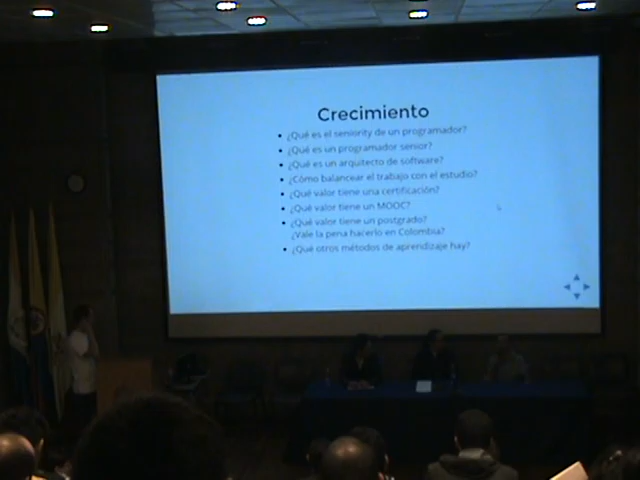 Crecimiento
• ¿Qué es el seniority de un programador?
• ¿Qué es un programador senior?
• ¿Qué es un arquitecto de software?
• ¿Cómo balancear el trabajo con el estudio?
• ¿Qué valor tiene una certificación?
• ¿Qué valor tiene un MOOC?
• ¿Qué valor tiene un postgrado?
¿Vale la pena hacerlo en Colombia?
• ¿Qué otros métodos de aprendizaje hay?